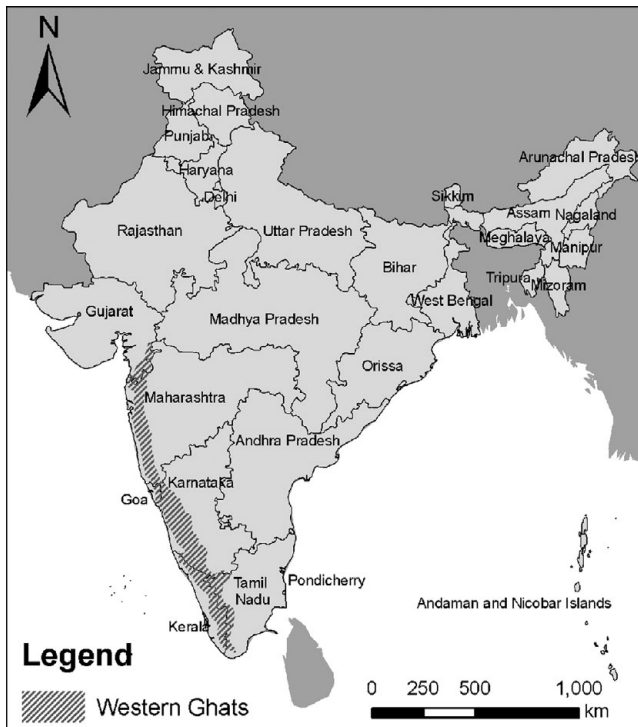 N
Jammu & Kashmir
Himachal Pradesh
Punjab
Haryana
Delhi
Arunachal Pradesh
Sikkim
Assam
Nagaland
Meghalaya
Manipur
Tripura
Mizoram
Rajasthan
Uttar Pradesh
Bihar
West Bengal
Gujarat
Madhya Pradesh
Orissa
Maharashtra
Andhra Pradesh
Karnataka
Goa
Tamil
Nadu
Pondicherry
Andaman and Nicobar Islands
Kerala
Legend
Western Ghats
0 250 500 1,000
km